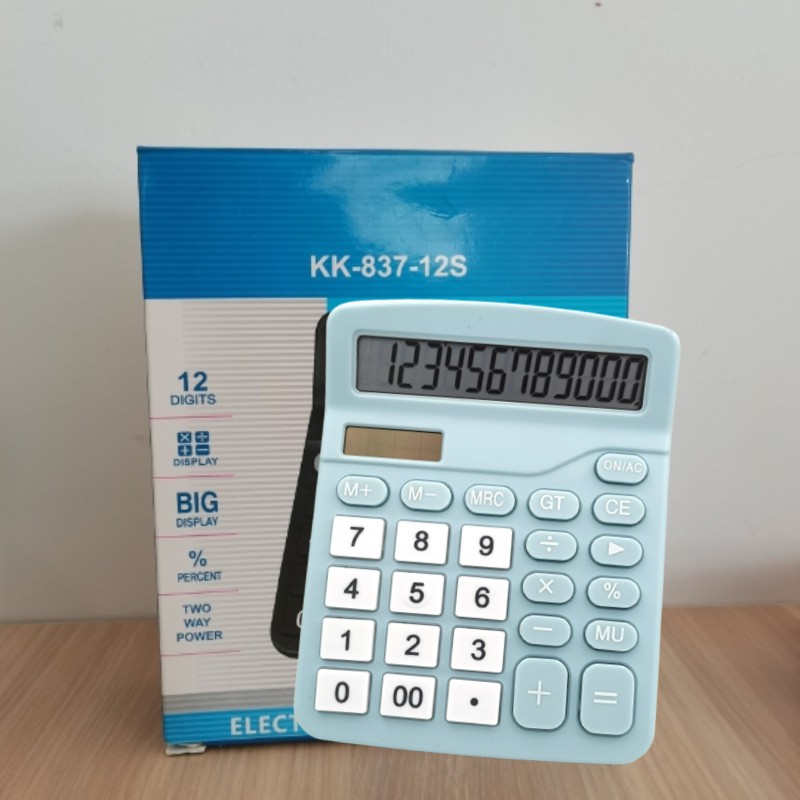 KK-837-12S
12
DIGITS
DISPLAY
BIG
DISPLAY
%
PERCENT
TWO
WAY
POWER
123456789000
ON/AC
M+ M− MRC GT CE
7 8 9 ÷ ▶
4 5 6 × %
1 2 3 − MU
0 00 . + =